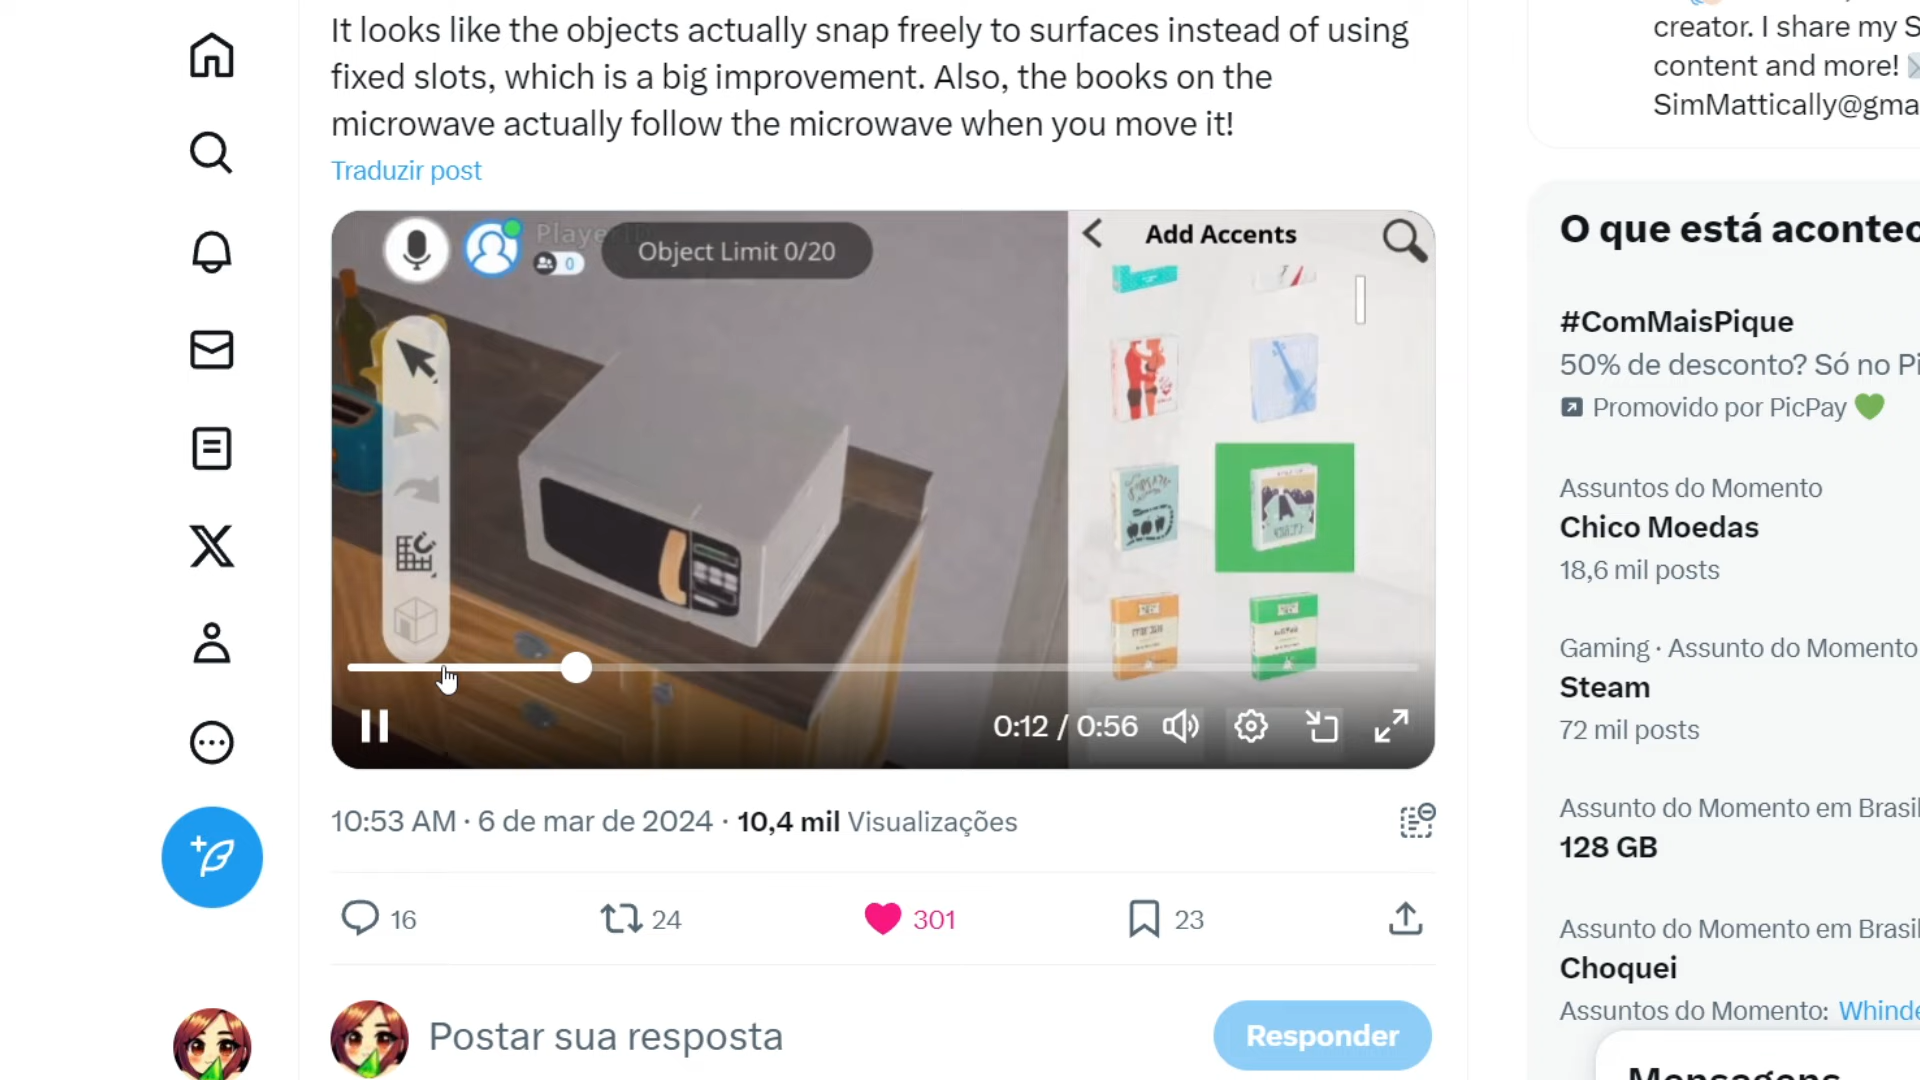 It looks like the objects actually snap freely to surfaces instead of using
fixed slots, which is a big improvement. Also, the books on the
microwave actually follow the microwave when you move it!
Traduzir post
Object Limit 0/20
0
Add Accents
0:12 / 0:56
10:53 AM · 6 de mar de 2024 · 10,4 mil Visualizações
16
24
301
23
Postar sua resposta
Responder
creator. I share my S
content and more!
SimMattically@gma
O que está acontec
#ComMaisPique
50% de desconto? Só no Pi
Promovido por PicPay
Assuntos do Momento
Chico Moedas
18,6 mil posts
Gaming · Assunto do Momento
Steam
72 mil posts
Assunto do Momento em Brasil
128 GB
Assunto do Momento em Brasil
Choquei
Assuntos do Momento: Whinde
Mensagens